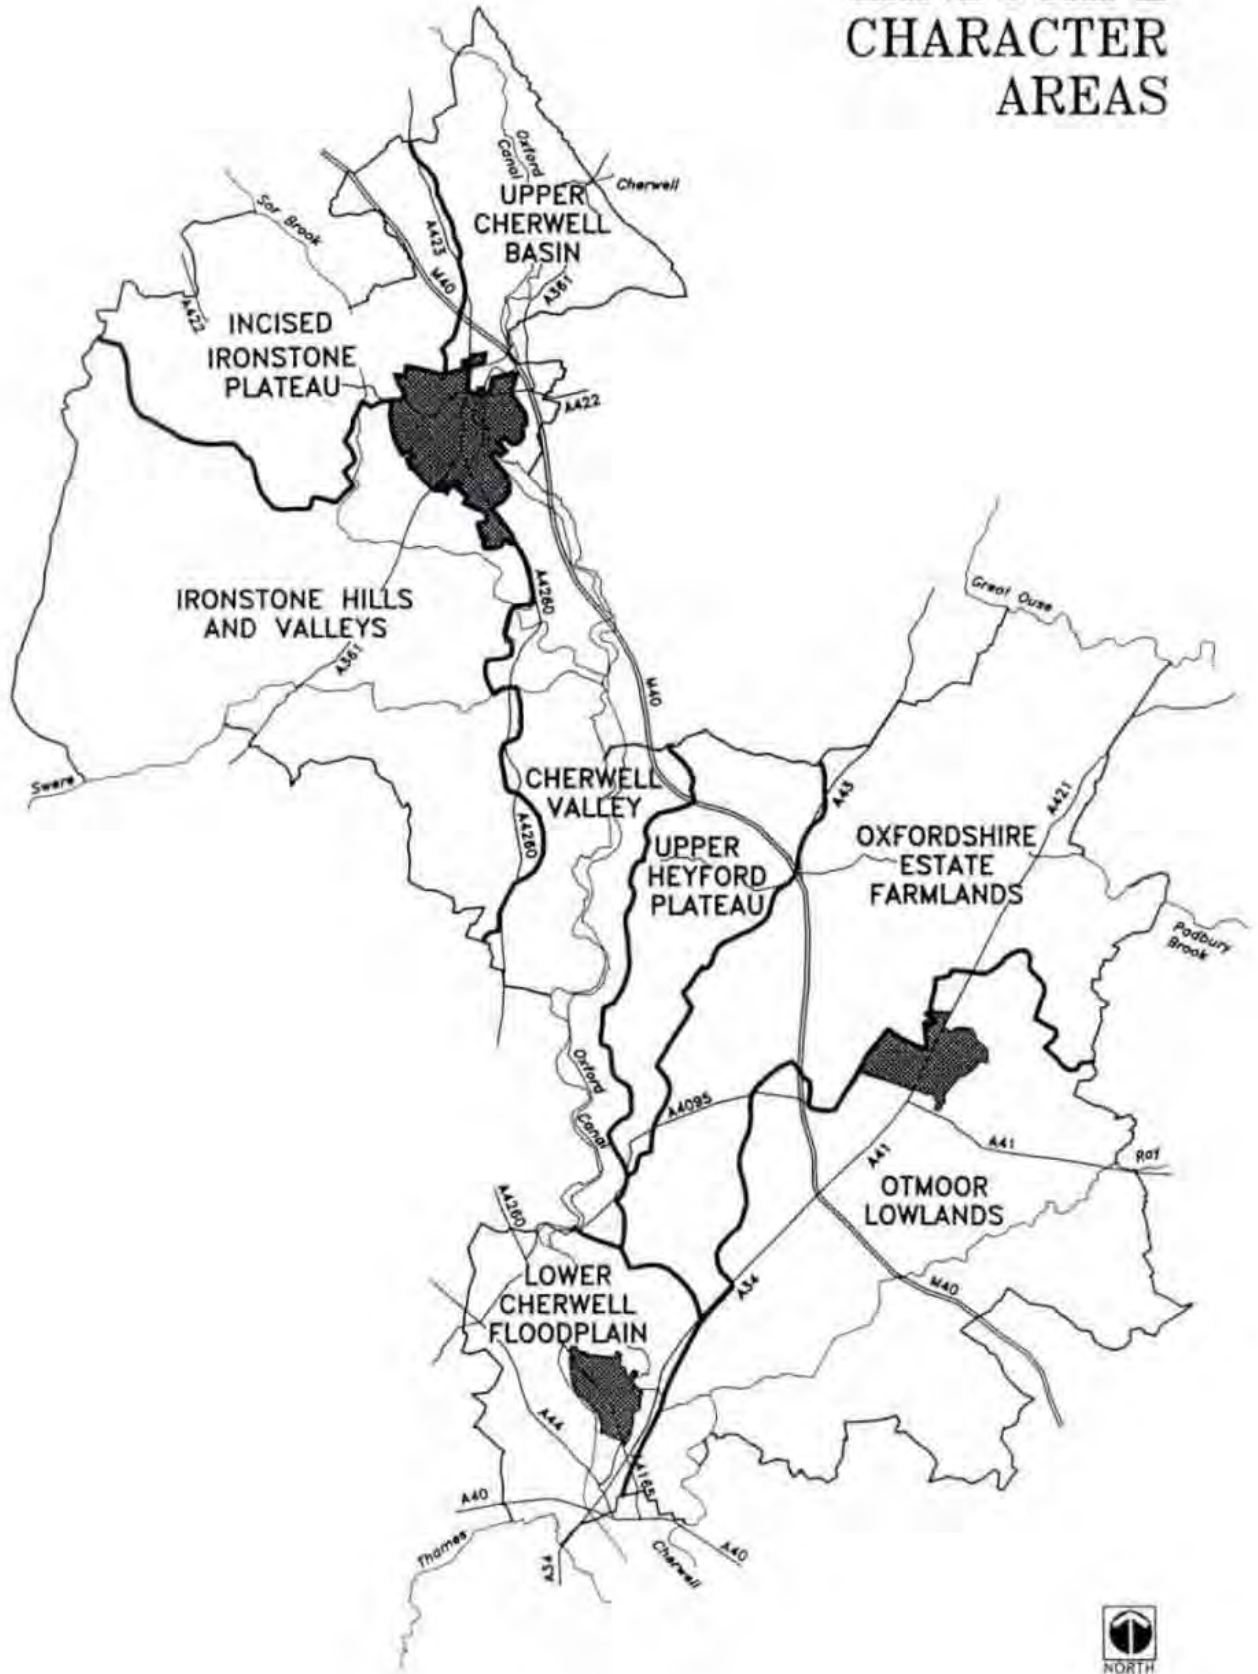 CHARACTER
AREAS
Oxford
Canal
Cherwell
UPPER
CHERWELL
BASIN
Sor Brook
A423
M40
A361
A422
INCISED
IRONSTONE
PLATEAU
A422
IRONSTONE HILLS
AND VALLEYS
A4260
A361
Great Ouse
M40
Swere
CHERWELL
VALLEY
A43
A421
A4260
UPPER
HEYFORD
PLATEAU
OXFORDSHIRE
ESTATE
FARMLANDS
Padbury
Brook
Oxford
Canal
A4095
A41
A41
Ray
A4260
OTMOOR
LOWLANDS
LOWER
CHERWELL
FLOODPLAIN
A34
M40
A44
A4165
A40
Thames
A34
Cherwell
A40
NORTH